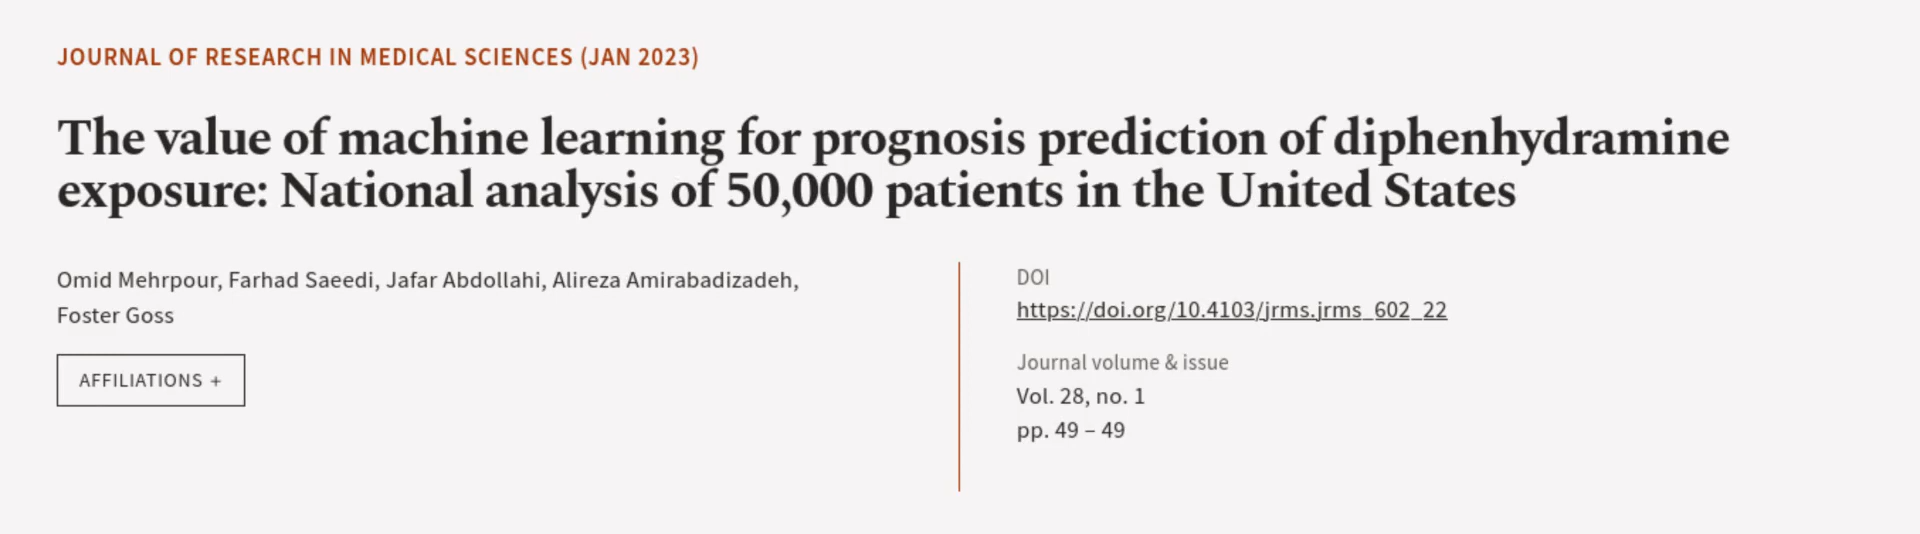 JOURNAL OF RESEARCH IN MEDICAL SCIENCES (JAN 2023)
The value of machine learning for prognosis prediction of diphenhydramine
exposure: National analysis of 50,000 patients in the United States
Omid Mehrpour, Farhad Saeedi, Jafar Abdollahi, Alireza Amirabadizadeh,
Foster Goss
AFFILIATIONS +
DOI
https://doi.org/10.4103/jrms.jrms_602_22
Journal volume & issue
Vol. 28, no. 1
pp. 49 – 49